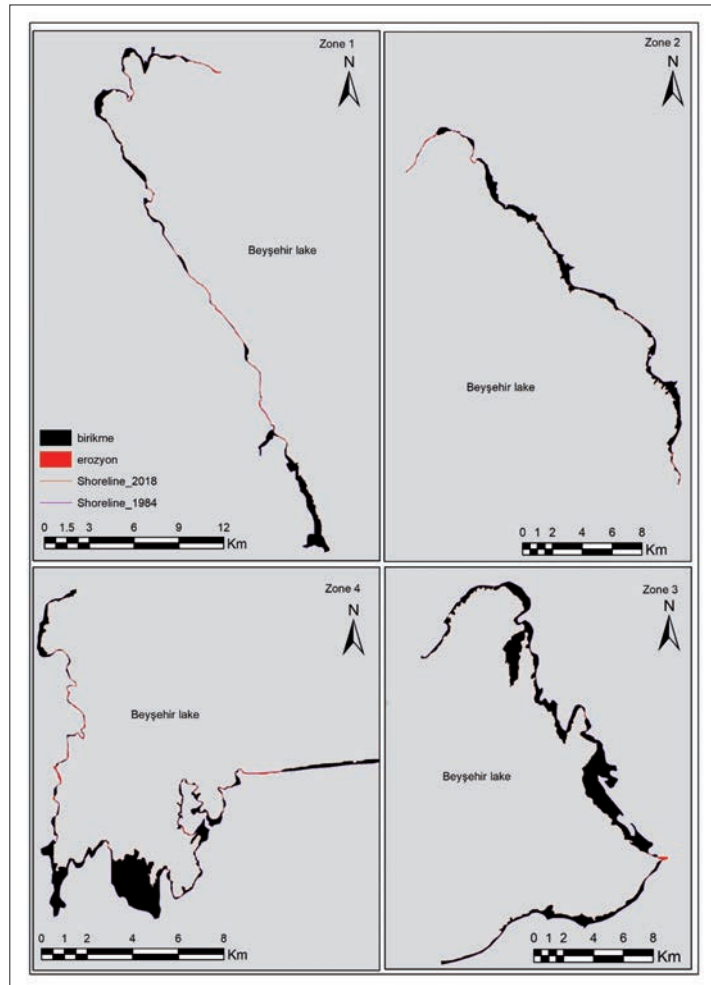 Zone 1
N
Beyşehir lake
birikme
erozyon
Shoreline_2018
Shoreline_1984
0 1.5 3 6 9 12
Km
Zone 2
N
Beyşehir lake
0 1 2 4 6 8
Km
Zone 4
N
Beyşehir lake
0 1 2 4 6 8
Km
Zone 3
N
Beyşehir lake
0 1 2 4 6 8
Km